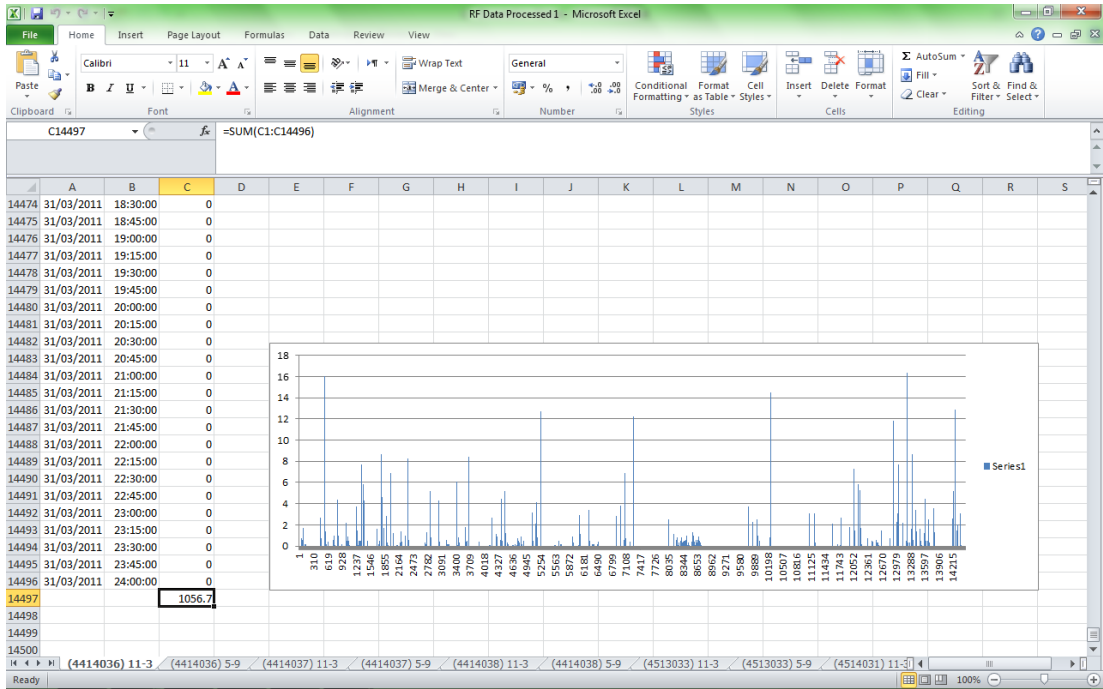 RF Data Processed 1 - Microsoft Excel
File Home Insert Page Layout Formulas Data Review View
Paste
Clipboard
Calibri 11
B I U
Font
Wrap Text
Merge & Center
Alignment
General
% ,
Number
Conditional Formatting
Format as Table
Cell Styles
Styles
Insert Delete Format
Cells
Σ AutoSum
Fill
Clear
Sort & Filter
Find & Select
Editing
C14497 fx =SUM(C1:C14496)
A B C D E F G H I J K L M N O P Q R S
14474 31/03/2011 18:30:00 0
14475 31/03/2011 18:45:00 0
14476 31/03/2011 19:00:00 0
14477 31/03/2011 19:15:00 0
14478 31/03/2011 19:30:00 0
14479 31/03/2011 19:45:00 0
14480 31/03/2011 20:00:00 0
14481 31/03/2011 20:15:00 0
14482 31/03/2011 20:30:00 0
14483 31/03/2011 20:45:00 0
14484 31/03/2011 21:00:00 0
14485 31/03/2011 21:15:00 0
14486 31/03/2011 21:30:00 0
14487 31/03/2011 21:45:00 0
14488 31/03/2011 22:00:00 0
14489 31/03/2011 22:15:00 0
14490 31/03/2011 22:30:00 0
14491 31/03/2011 22:45:00 0
14492 31/03/2011 23:00:00 0
14493 31/03/2011 23:15:00 0
14494 31/03/2011 23:30:00 0
14495 31/03/2011 23:45:00 0
14496 31/03/2011 24:00:00 0
14497 1056.7
14498
14499
14500
18
16
14
12
10
8
6
4
2
0
1 310 619 928 1237 1546 1855 2164 2473 2782 3091 3400 3709 4018 4327 4636 4945 5254 5563 5872 6181 6490 6799 7108 7417 7726 8035 8344 8653 8962 9271 9580 9889 10198 10507 10816 11125 11434 11743 12052 12361 12670 12979 13288 13597 13906 14215
Series1
(4414036) 11-3 (4414036) 5-9 (4414037) 11-3 (4414037) 5-9 (4414038) 11-3 (4414038) 5-9 (4513033) 11-3 (4513033) 5-9 (4514031) 11-3
Ready 100%